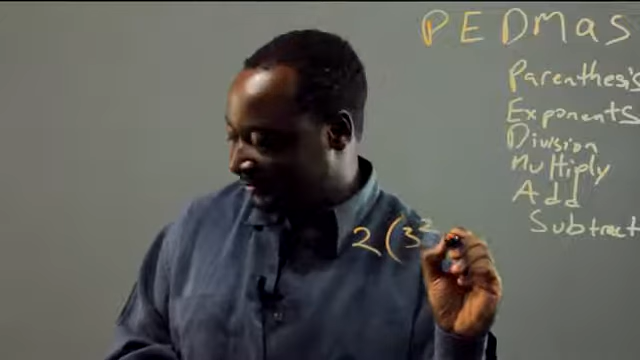 PEDMAS
Parenthesis
Exponents
Division
Multiply
Add
Subtract
2(3²